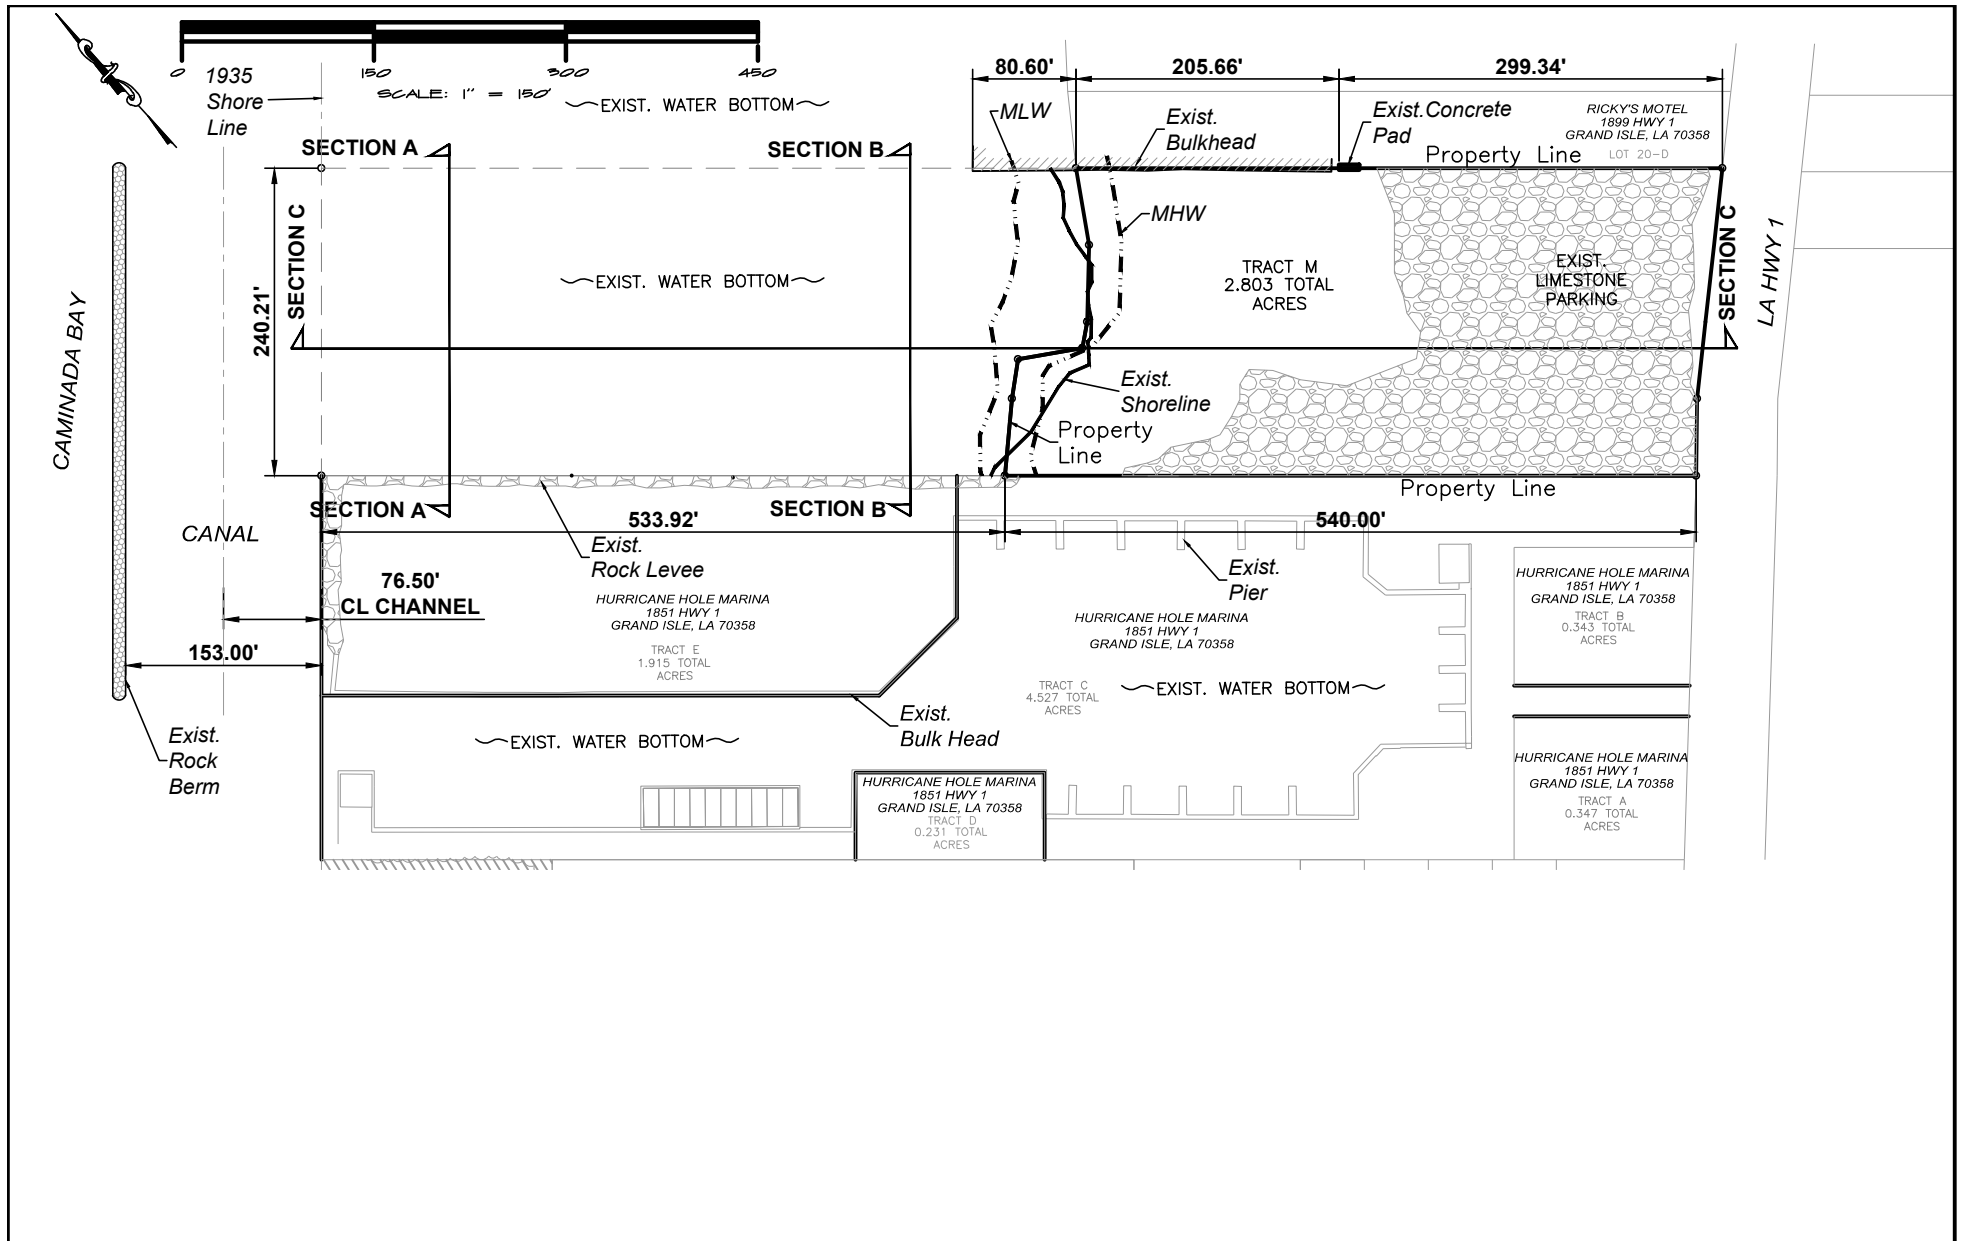 0
150
300
450
SCALE: 1" = 150'
1935
Shore
Line
EXIST. WATER BOTTOM
80.60'
205.66'
299.34'
MLW
Exist.
Bulkhead
Exist.Concrete
Pad
RICKY'S MOTEL
1899 HWY 1
GRAND ISLE, LA 70358
LOT 20-D
Property Line
SECTION A
SECTION B
SECTION C
240.21'
MHW
EXIST. WATER BOTTOM
TRACT M
2.803 TOTAL
ACRES
EXIST.
LIMESTONE
PARKING
SECTION C
LA HWY 1
CAMINADA BAY
Exist.
Shoreline
Property
Line
Property Line
SECTION A
SECTION B
533.92'
540.00'
CANAL
Exist.
Rock Levee
Exist.
Pier
76.50'
CL CHANNEL
HURRICANE HOLE MARINA
1851 HWY 1
GRAND ISLE, LA 70358
TRACT E
1.915 TOTAL
ACRES
HURRICANE HOLE MARINA
1851 HWY 1
GRAND ISLE, LA 70358
TRACT C
4.527 TOTAL
ACRES
EXIST. WATER BOTTOM
HURRICANE HOLE MARINA
1851 HWY 1
GRAND ISLE, LA 70358
TRACT B
0.343 TOTAL
ACRES
153.00'
Exist.
Rock
Berm
EXIST. WATER BOTTOM
Exist.
Bulk Head
HURRICANE HOLE MARINA
1851 HWY 1
GRAND ISLE, LA 70358
TRACT D
0.231 TOTAL
ACRES
HURRICANE HOLE MARINA
1851 HWY 1
GRAND ISLE, LA 70358
TRACT A
0.347 TOTAL
ACRES